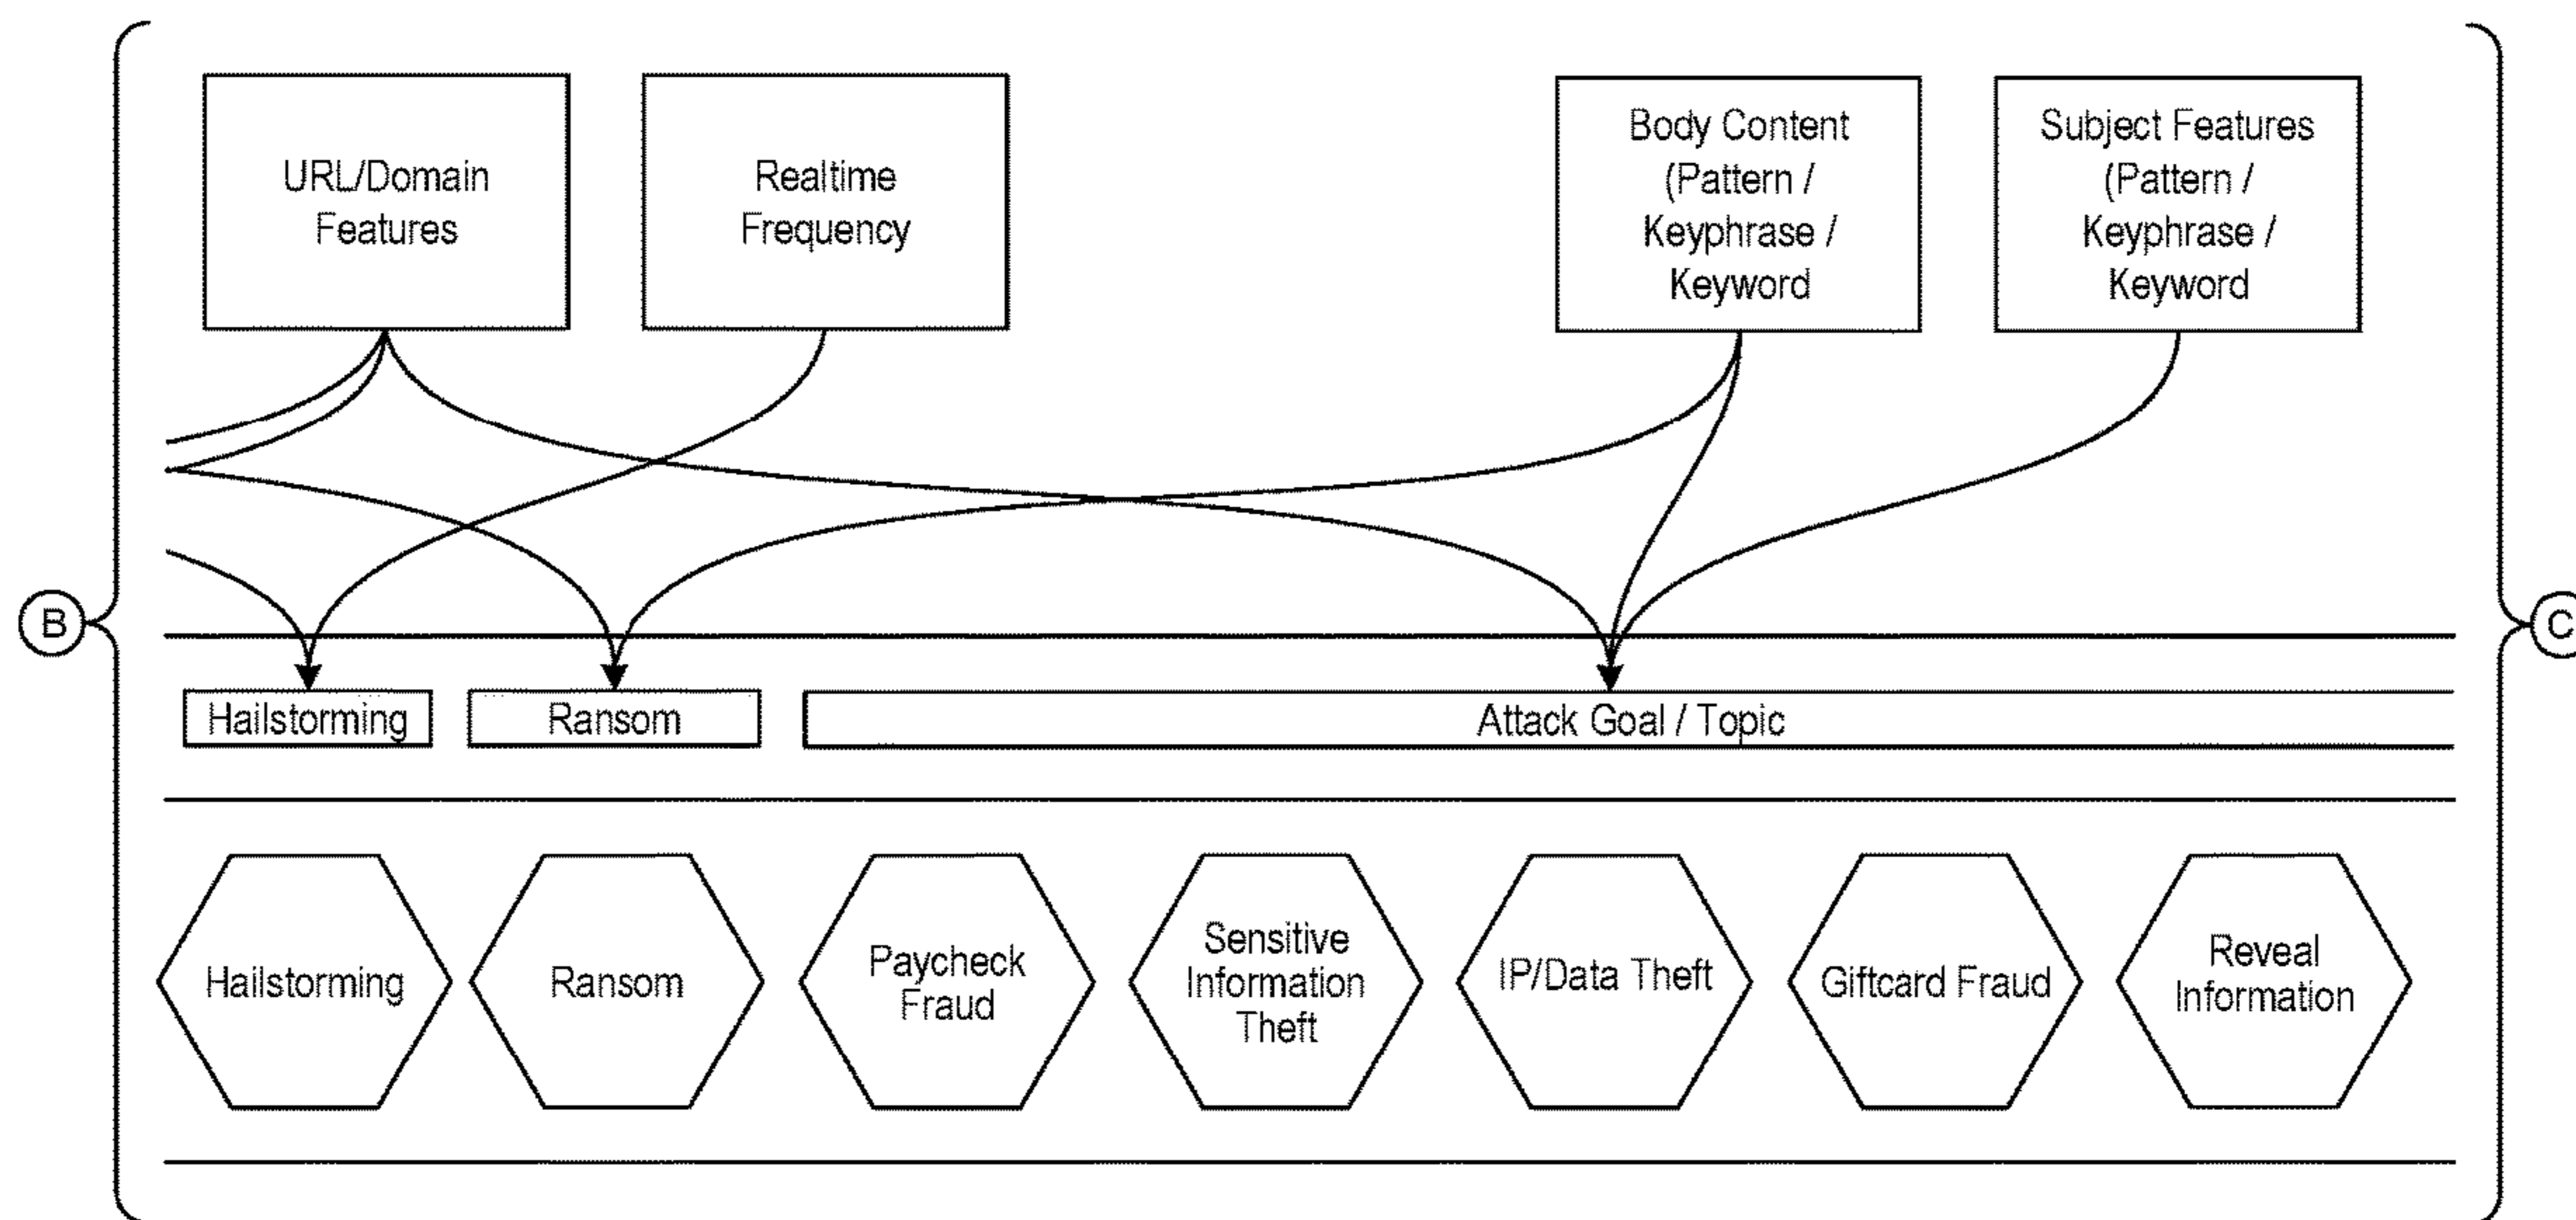 URL/Domain
Features
Realtime
Frequency
Body Content
(Pattern /
Keyphrase /
Keyword
Subject Features
(Pattern /
Keyphrase /
Keyword
B
C
Hailstorming
Ransom
Attack Goal / Topic
Hailstorming
Ransom
Paycheck
Fraud
Sensitive
Information
Theft
IP/Data Theft
Giftcard Fraud
Reveal
Information